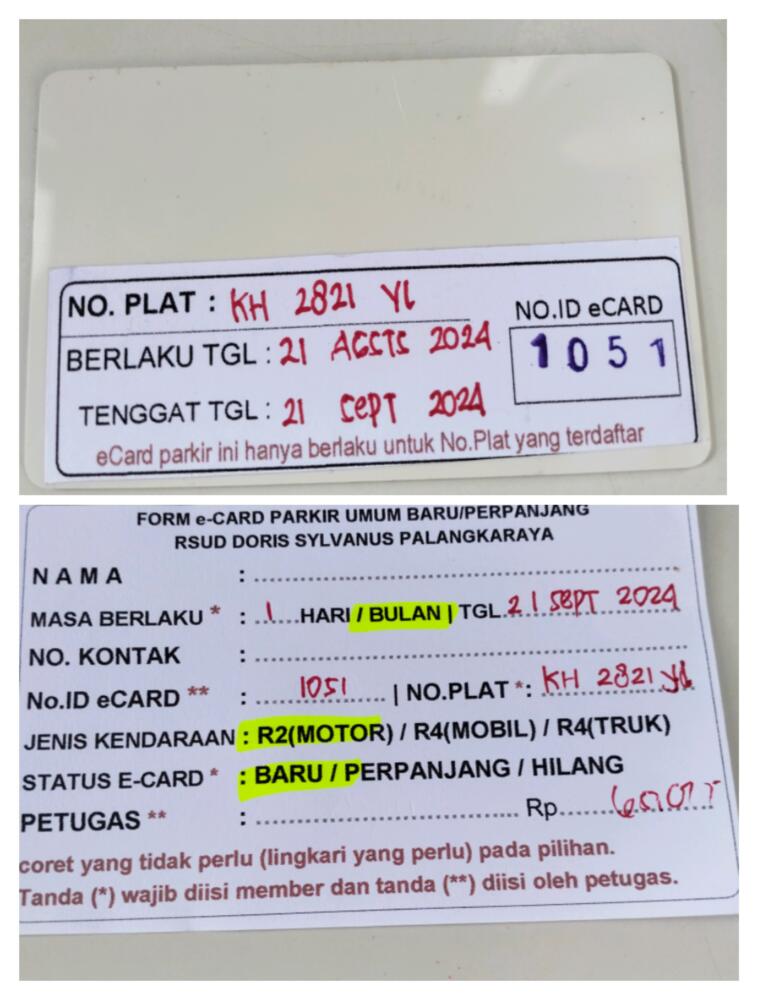 NO. PLAT : KH 2821 YL
NO.ID eCARD
BERLAKU TGL : 21 AGSTS 2024
1051
TENGGAT TGL : 21 SEPT 2024
eCard parkir ini hanya berlaku untuk No.Plat yang terdaftar
FORM e-CARD PARKIR UMUM BARU/PERPANJANG
RSUD DORIS SYLVANUS PALANGKARAYA
NAMA :
MASA BERLAKU * : 1 HARI / BULAN | TGL. 21 SEPT 2024
NO. KONTAK :
No.ID eCARD ** : 1051 | NO.PLAT *: KH 2821 YL
JENIS KENDARAAN : R2(MOTOR) / R4(MOBIL) / R4(TRUK)
STATUS E-CARD * : BARU / PERPANJANG / HILANG
PETUGAS ** : Rp
coret yang tidak perlu (lingkari yang perlu) pada pilihan.
Tanda (*) wajib diisi member dan tanda (**) diisi oleh petugas.